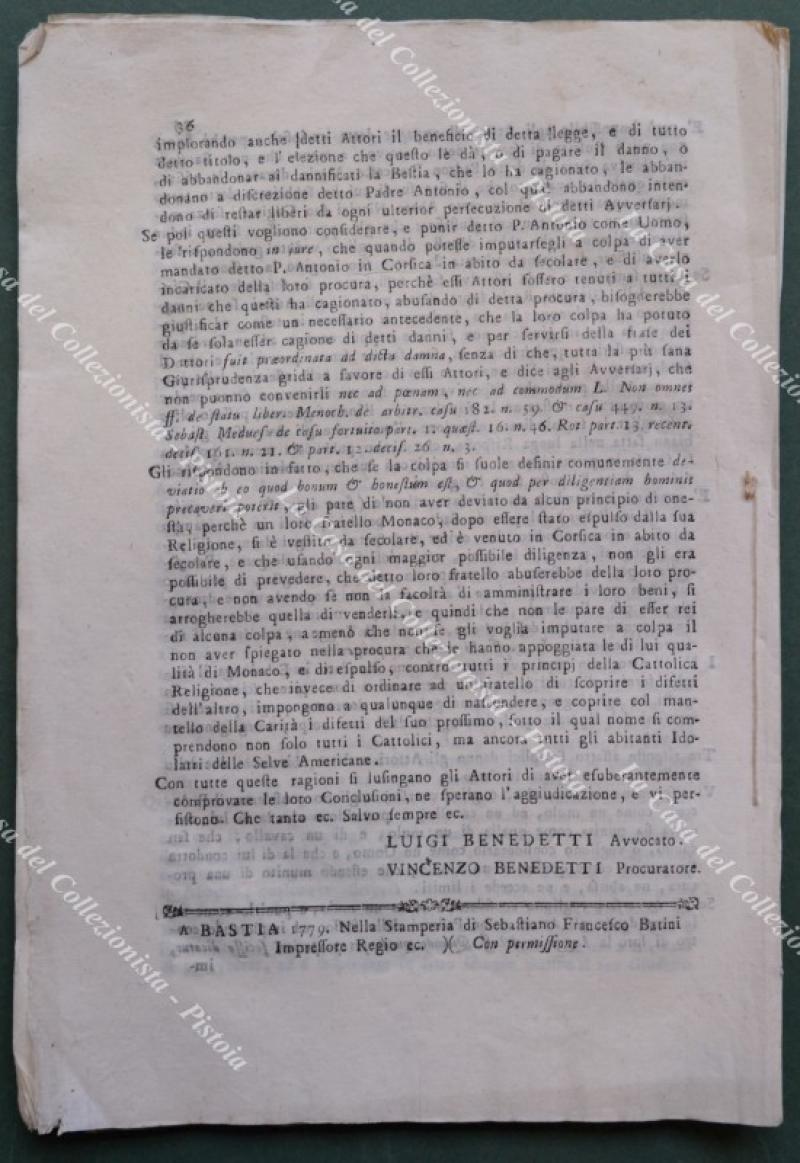 36
implorando anche detti Attori il beneficio di detta legge, e di tutto
detto titolo, e l'elezione che queſto le dà, o di pagare il danno, o
di abbandonar ai dannificati la Beſtia, che lo ha cagionato, le abban-
donano a diſcrezione detto Padre Antonio, col qual abbandono inten-
dono di reſtar liberi da ogni ulterior perſecuzione di detti Avverſarj.
Se poi queſti vogliono conſiderare, e punir detto P. Antonio come Uomo,
le riſpondono in jure, che quando poteſſe imputarſegli a colpa di aver
mandato detto P. Antonio in Corſica in abito da ſecolare, e di averlo
incaricato della loro procura, perchè eſſi Attori foſſero tenuti a tutti i
danni che queſti ha cagionato, abuſando di detta procura, biſognerebbe
giuſtificar come un neceſſario antecedente, che la loro colpa ha potuto
da ſe ſola eſſer cagione di detti danni, e per ſervirſi della fraſe dei
Dottori fuit præordinata ad dicta damna, ſenza di che, tutta la più ſana
Giuriſprudenza grida a favore di eſſi Attori, e dice agli Avverſarj, che
non puonno convenirli nec ad pœnam, nec ad commodum L. Non omnes
ff. de ſtatu liber. Menoch. de arbitr. caſu 182. n. 59. & caſu 449. n. 13.
Sebaſt. Medueſ. de caſu fortuito part. 1. quæſt. 16. n. 46. Rot part. 13. recent.
deciſ. 161. n. 21. & part. 12. deciſ. 26 n. 3.
Gli riſpondono in fatto, che ſe la colpa ſi ſuole definir comunemente de-
viatio ab eo quod bonum & honeſtum eſt, & quod per diligentiam hominis
precaveri poterit, gli pare di non aver deviato da alcun principio di one-
ſtà, perchè un loro Fratello Monaco, dopo eſſere ſtato eſpulſo dalla ſua
Religione, ſi è veſtito da ſecolare, ed è venuto in Corſica in abito da
ſecolare, e che uſando ogni maggior poſſibile diligenza, non gli era
poſſibile di prevedere, che detto loro fratello abuſerebbe della loro pro-
cura, e non avendo ſe non la facoltà di amminiſtrare i loro beni, ſi
arrogherebbe quella di venderli, e quindi che non le pare di eſſer rei
di alcuna colpa, a meno che non ſe gli voglia imputare a colpa il
non aver ſpiegato nella procura che le hanno appoggiata le di lui qua-
lità di Monaco, e di eſpulſo, contro tutti i principj della Cattolica
Religione, che invece di ordinare ad un fratello di ſcoprire i difetti
dell'altro, impongono a qualunque di naſcondere, e coprire col man-
tello della Carità i difetti del ſuo proſſimo, ſotto il qual nome ſi com-
prendono non ſolo tutti i Cattolici, ma ancora tutti gli abitanti Ido-
latri delle Selve Americane.
Con tutte queſte ragioni ſi luſingano gli Attori di aver eſuberantemente
comprovate le loro Concluſioni, ne ſperano l'aggiudicazione, e vi per-
ſiſtono. Che tanto ec. Salvo ſempre ec.
LUIGI BENEDETTI Avvocato.
VINCENZO BENEDETTI Procuratore.
A BASTIA 1779. Nella Stamperia di Sebaſtiano Franceſco Batini
Impreſſore Regio ec. )( Con permiſſione.
La Casa del Collezionista - Pistoia